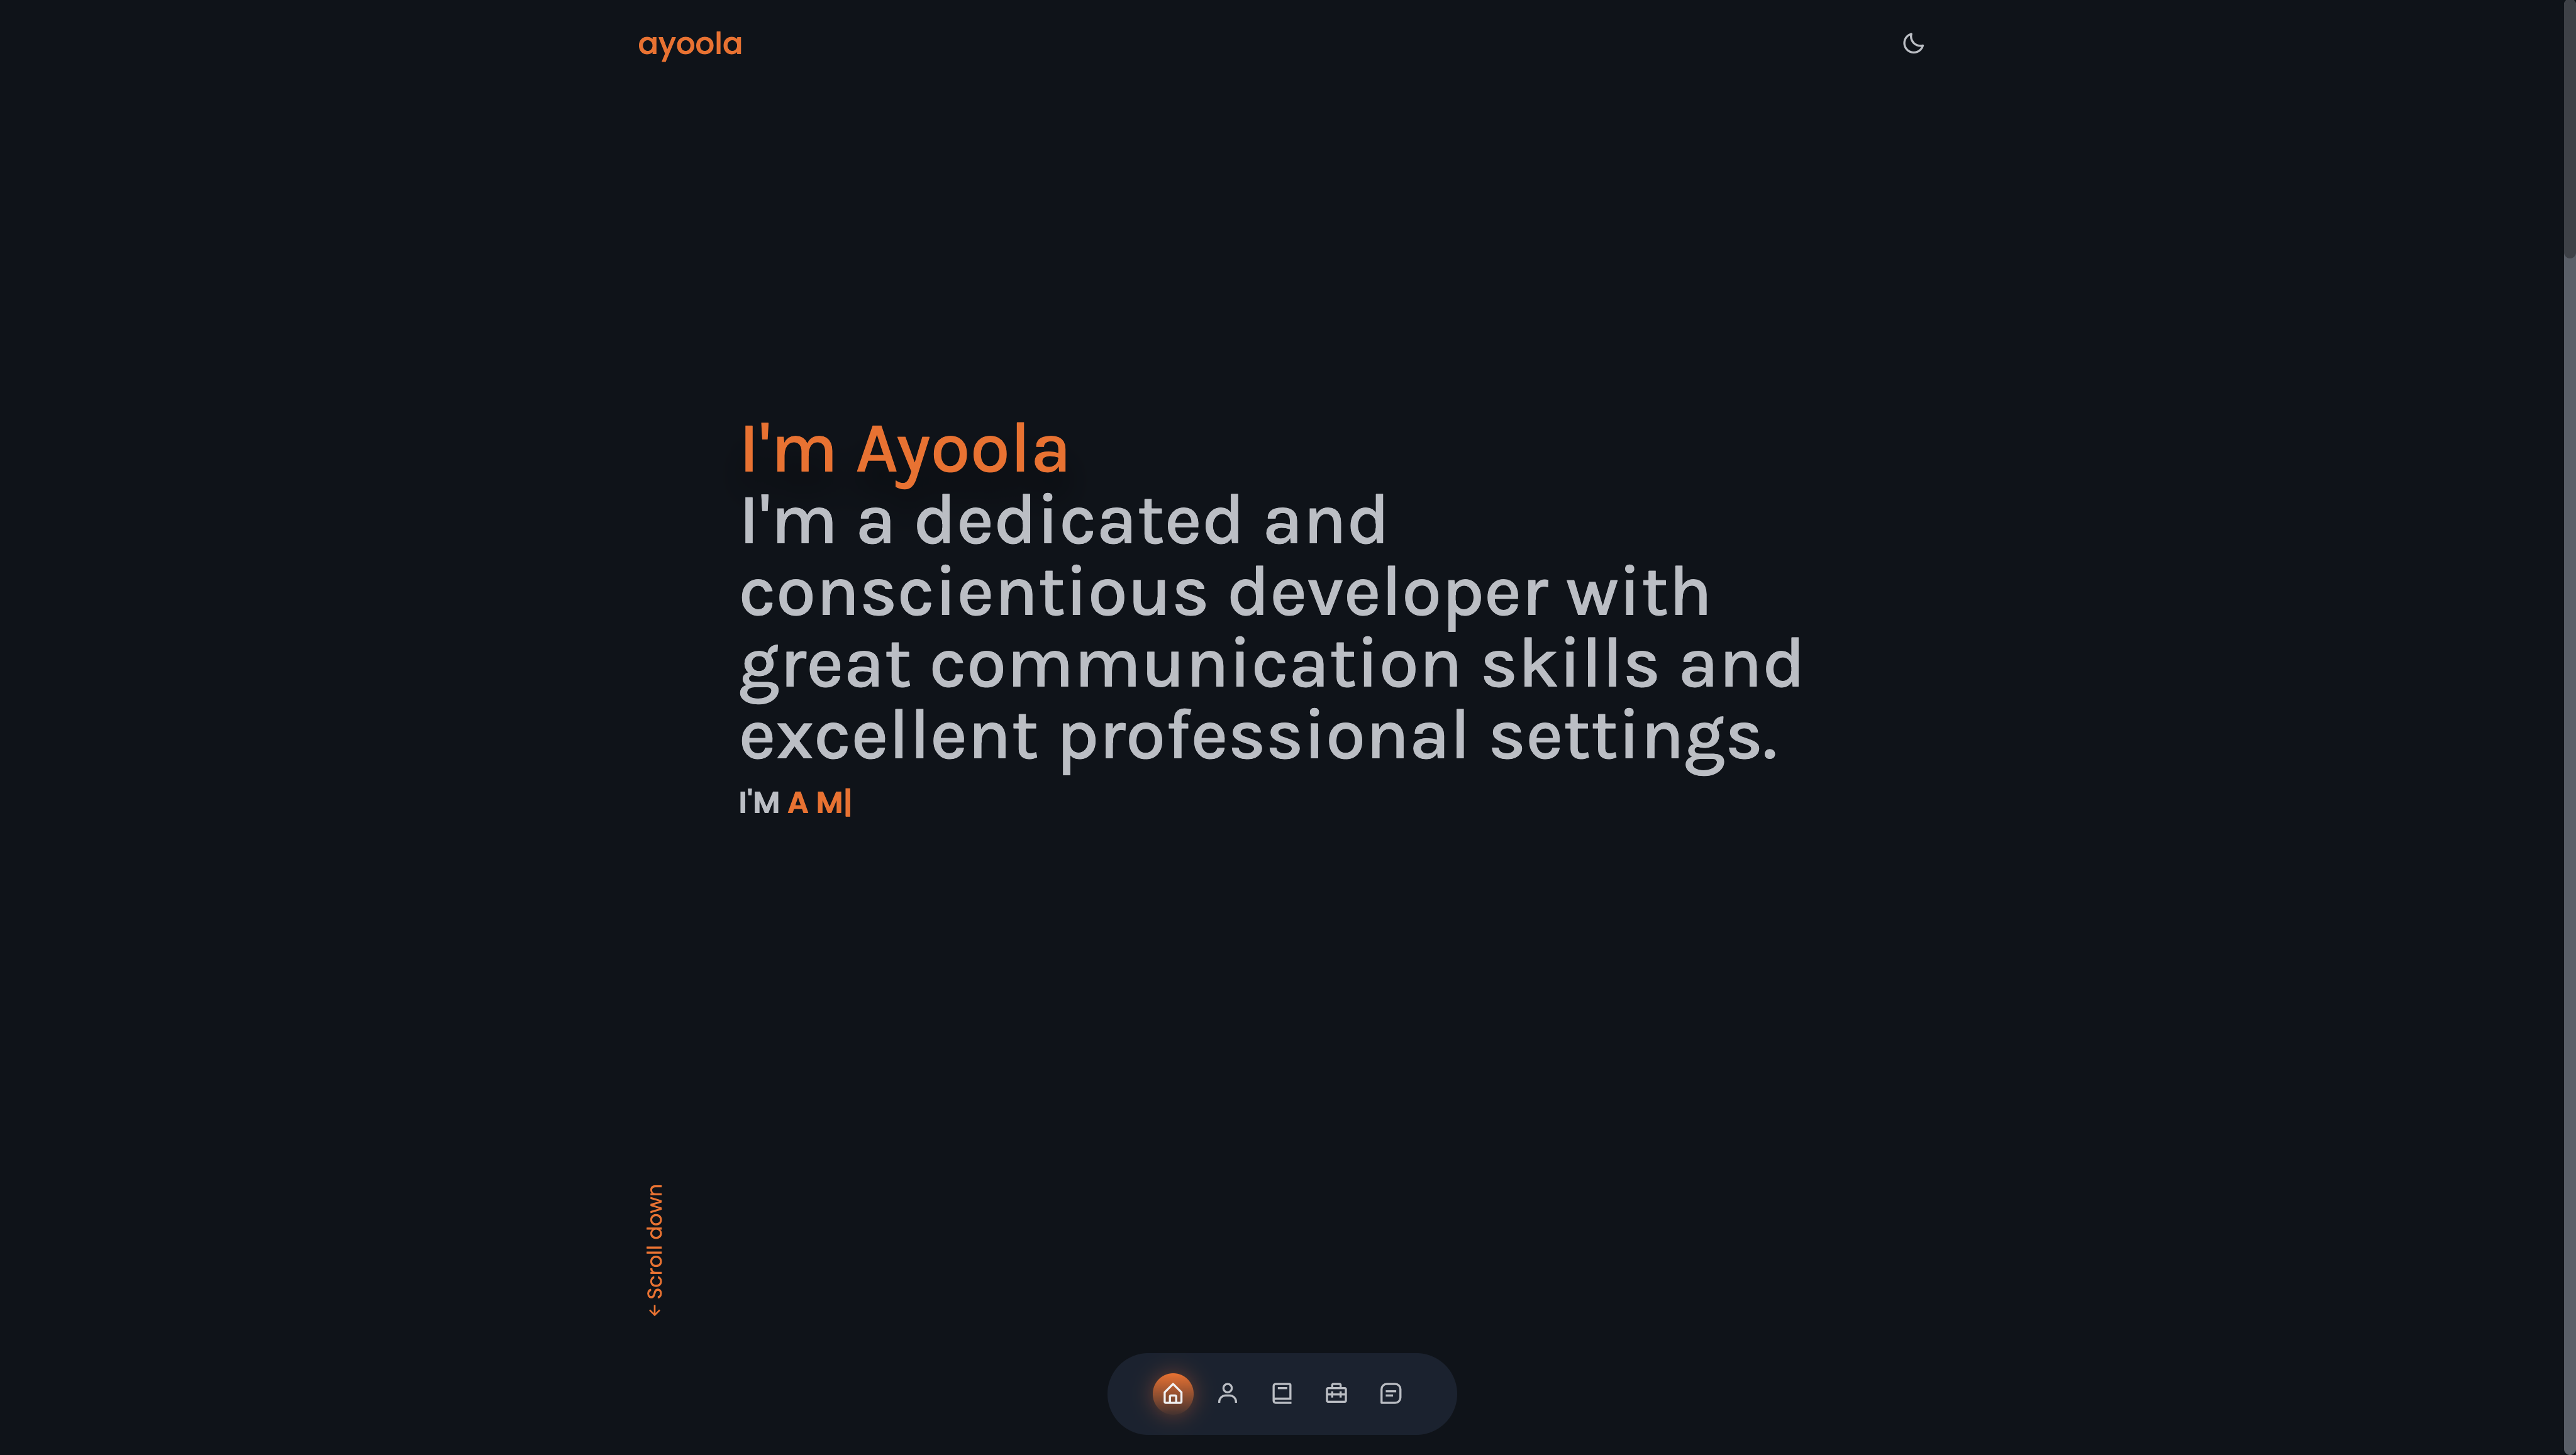 ayoola
I'm Ayoola
I'm a dedicated and
conscientious developer with
great communication skills and
excellent professional settings.
I'M A M|
← Scroll down